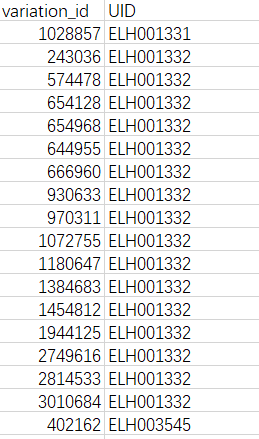 variation_id UID
1028857 ELH001331
243036 ELH001332
574478 ELH001332
654128 ELH001332
654968 ELH001332
644955 ELH001332
666960 ELH001332
930633 ELH001332
970311 ELH001332
1072755 ELH001332
1180647 ELH001332
1384683 ELH001332
1454812 ELH001332
1944125 ELH001332
2749616 ELH001332
2814533 ELH001332
3010684 ELH001332
402162 ELH003545